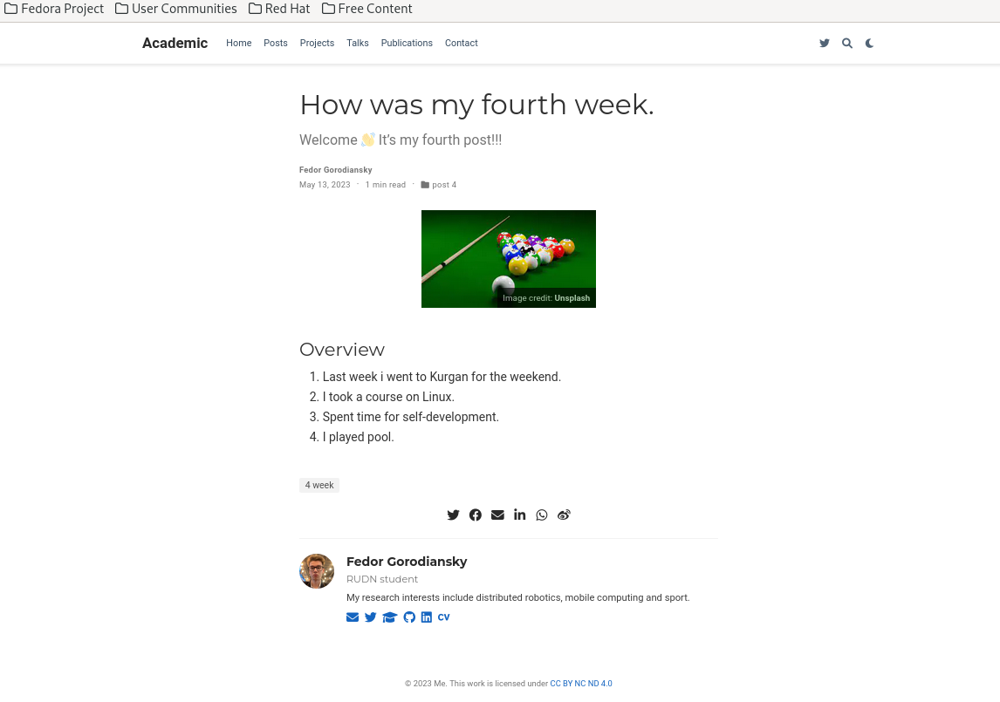 Fedora Project User Communities Red Hat Free Content
Academic Home Posts Projects Talks Publications Contact
How was my fourth week.
Welcome 👋 It's my fourth post!!!
Fedor Gorodiansky
May 13, 2023 · 1 min read · post 4
Image credit: Unsplash
Overview
1. Last week i went to Kurgan for the weekend.
2. I took a course on Linux.
3. Spent time for self-development.
4. I played pool.
4 week
Fedor Gorodiansky
RUDN student
My research interests include distributed robotics, mobile computing and sport.
CV
© 2023 Me. This work is licensed under CC BY NC ND 4.0